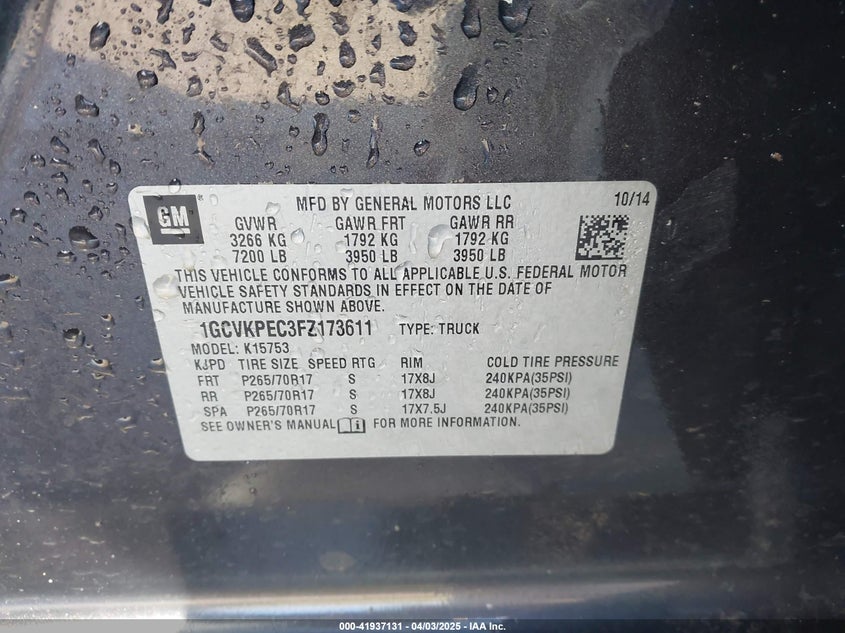 GM
MFD BY GENERAL MOTORS LLC 10/14
GVWR GAWR FRT GAWR RR
3266 KG 1792 KG 1792 KG
7200 LB 3950 LB 3950 LB
THIS VEHICLE CONFORMS TO ALL APPLICABLE U.S. FEDERAL MOTOR
VEHICLE SAFETY STANDARDS IN EFFECT ON THE DATE OF
MANUFACTURE SHOWN ABOVE.
1GCVKPEC3FZ173611 TYPE: TRUCK
MODEL: K15753
KJPD TIRE SIZE SPEED RTG RIM COLD TIRE PRESSURE
FRT P265/70R17 S 17X8J 240KPA(35PSI)
RR P265/70R17 S 17X8J 240KPA(35PSI)
SPA P265/70R17 S 17X7.5J 240KPA(35PSI)
SEE OWNER'S MANUAL FOR MORE INFORMATION.
000-41937131 - 04/03/2025 - IAA Inc.